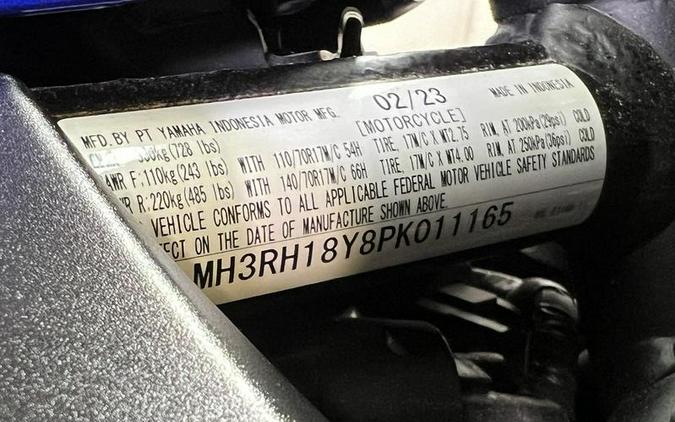 MFD. BY PT YAMAHA INDONESIA MOTOR MFG. 02/23 MADE IN INDONESIA
330kg(728 lbs) [MOTORCYCLE]
AWR F:110kg(243 lbs) WITH 110/70R17M/C 54H TIRE, 17M/C X MT2.75 RIM, AT 200kPa(29psi) COLD
WR R:220kg(485 lbs) WITH 140/70R17M/C 66H TIRE, 17M/C X MT4.00 RIM, AT 250kPa(36psi) COLD
VEHICLE CONFORMS TO ALL APPLICABLE FEDERAL MOTOR VEHICLE SAFETY STANDARDS
ECT ON THE DATE OF MANUFACTURE SHOWN ABOVE.
MH3RH18Y8PK011165